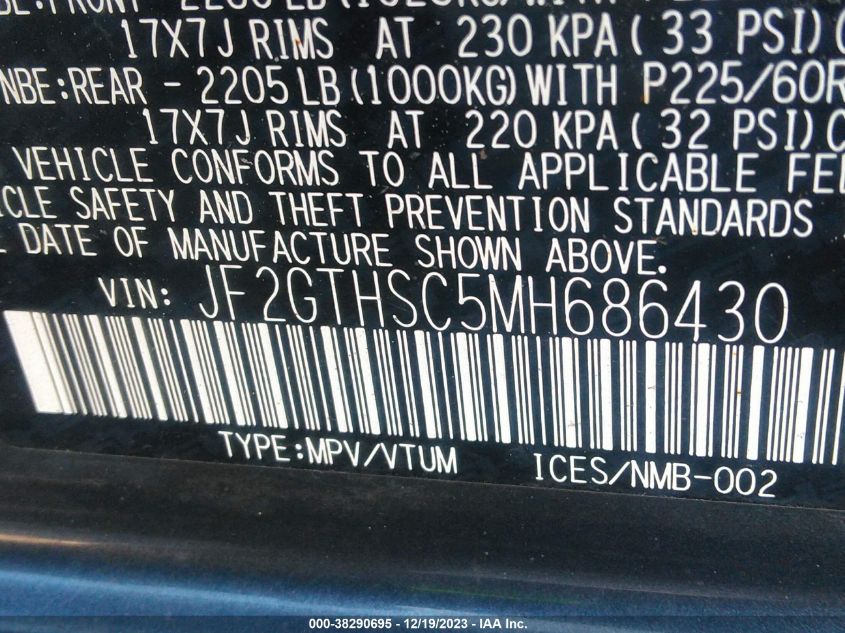 17X7J RIMS AT 230 KPA ( 33 PSI)
NBE:REAR - 2205 LB (1000KG) WITH P225/60R
17X7J RIMS AT 220 KPA ( 32 PSI)
VEHICLE CONFORMS TO ALL APPLICABLE
SAFETY AND THEFT PREVENTION STANDARDS
DATE OF MANUFACTURE SHOWN ABOVE.
VIN: JF2GTHSC5MH686430
TYPE:MPV/VTUM ICES/NMB-002
000-38290695 - 12/19/2023 - IAA Inc.